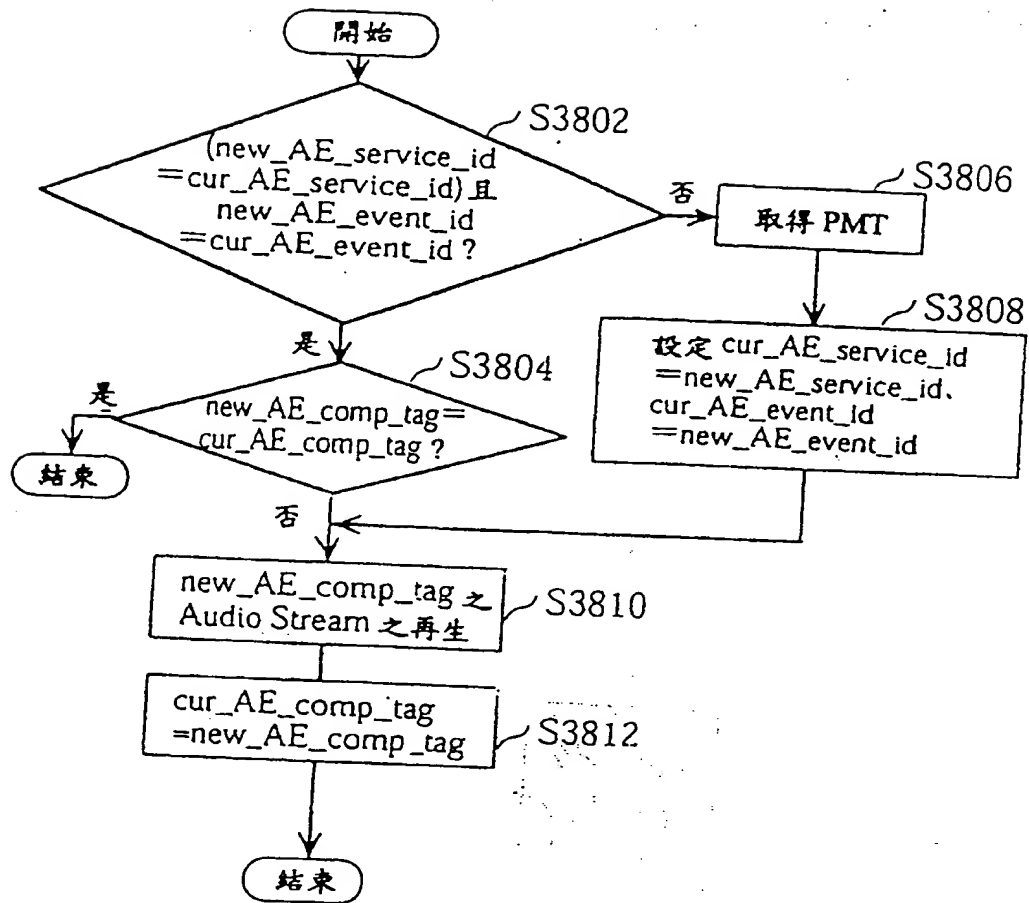 開始
S3802
(new_AE_service_id
=cur_AE_service_id) 且
new_AE_event_id
=cur_AE_event_id ?
否
S3806
取得 PMT
S3808
設定 cur_AE_service_id
=new_AE_service_id、
cur_AE_event_id
=new_AE_event_id
是
S3804
new_AE_comp_tag=
cur_AE_comp_tag ?
是
結束
否
new_AE_comp_tag 之
Audio Stream 之再生
S3810
cur_AE_comp_tag
=new_AE_comp_tag
S3812
結束